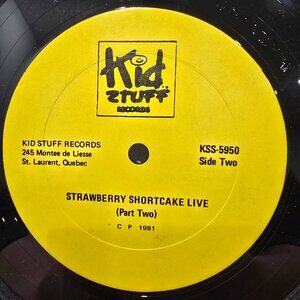 Kid
STUFF
RECORDS
KID STUFF RECORDS
245 Montee de Liesse
St. Laurent, Quebec
KSS-5950
Side Two
STRAWBERRY SHORTCAKE LIVE
(Part Two)
C P 1981